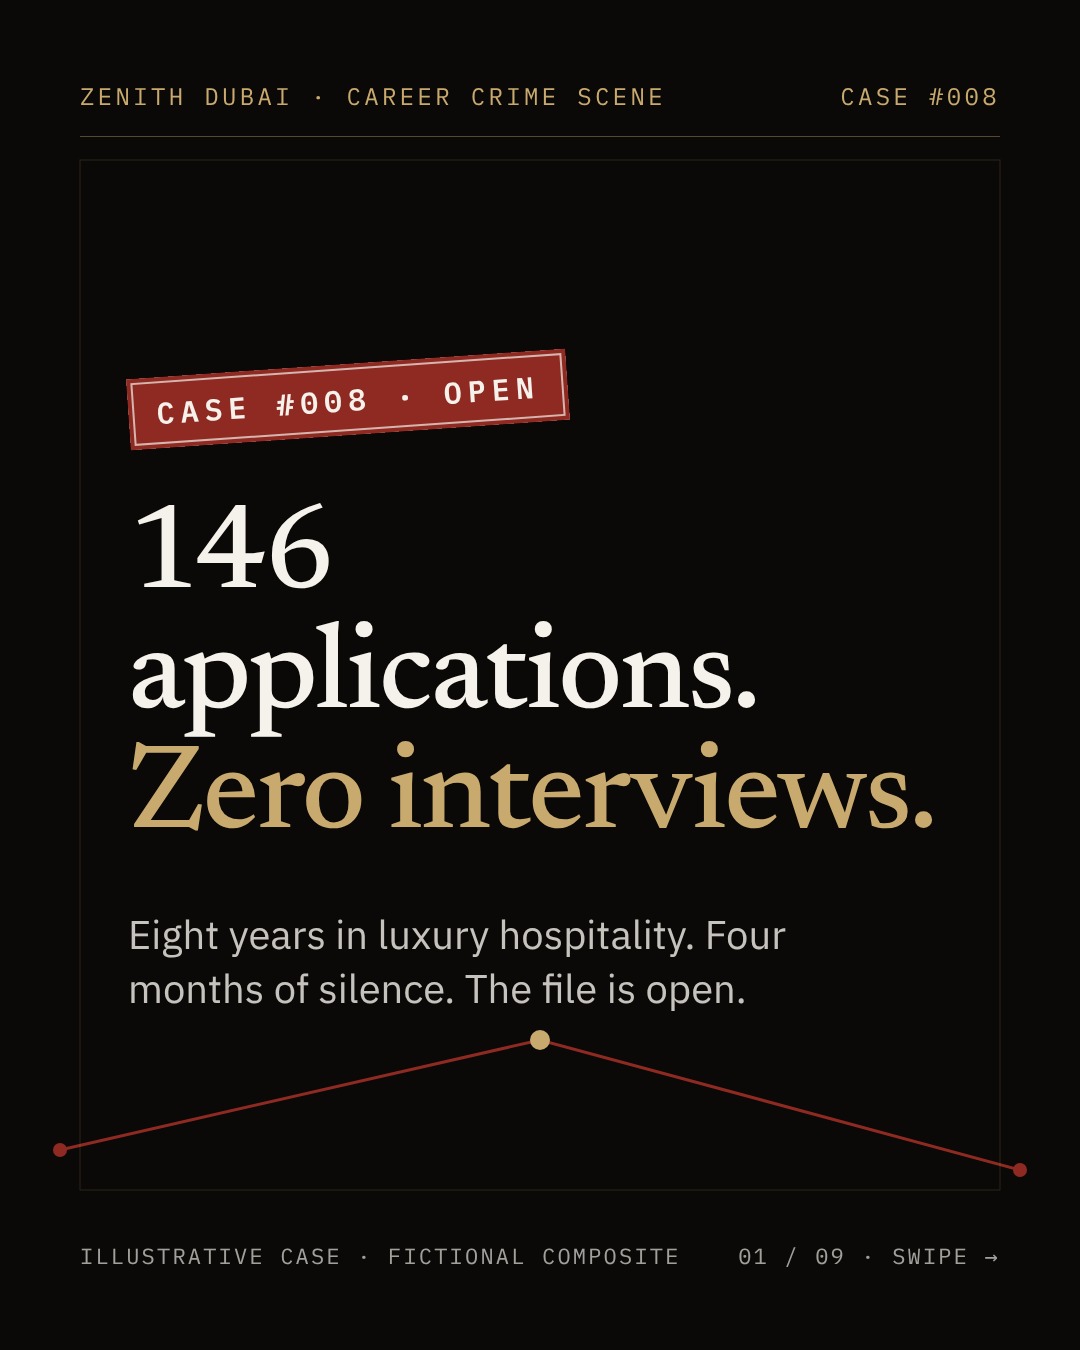 ZENITH DUBAI · CAREER CRIME SCENE
CASE #008
CASE #008 · OPEN
146
applications.
Zero interviews.
Eight years in luxury hospitality. Four
months of silence. The file is open.
ILLUSTRATIVE CASE · FICTIONAL COMPOSITE
01 / 09 · SWIPE →